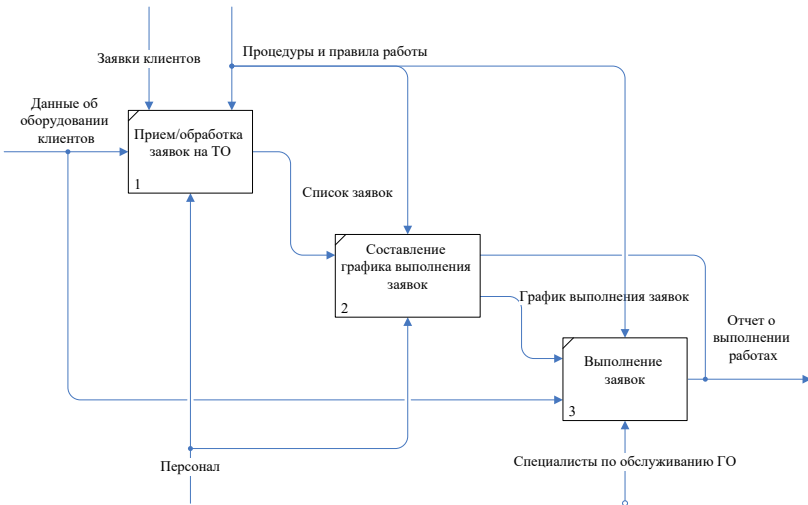 Заявки клиентов
Процедуры и правила работы
Данные об
оборудовании
клиентов
Прием/обработка
заявок на ТО
1
Список заявок
Составление
графика выполнения
заявок
2
График выполнения заявок
Отчет о
выполнении
работах
Выполнение
заявок
3
Персонал
Специалисты по обслуживанию ГО